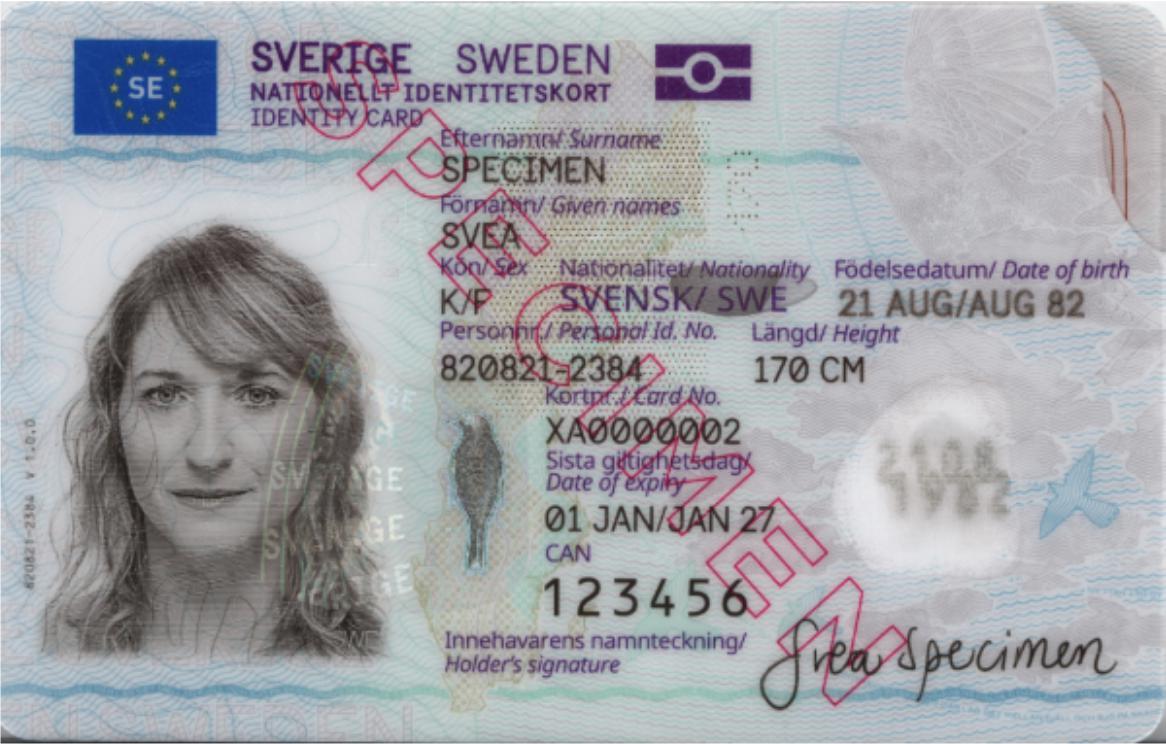 SE
SVERIGE SWEDEN
NATIONELLT IDENTITETSKORT
IDENTITY CARD
SPECIMEN
Efternamn/ Surname
SPECIMEN
Förnamn/ Given names
SVEA
Kön/ Sex Nationalitet/ Nationality Födelsedatum/ Date of birth
K/F SVENSK/ SWE 21 AUG/AUG 82
Personnr./ Personal Id. No. Längd/ Height
820821-2384 170 CM
Kortnr./ Card No.
XA0000002
Sista giltighetsdag/
Date of expiry
01 JAN/JAN 27
CAN
123456
Innehavarens namnteckning/
Holder's signature
Svea Specimen
2108
1982
820821-2384 V 1.0.0
SVERIGE
SVERIGE